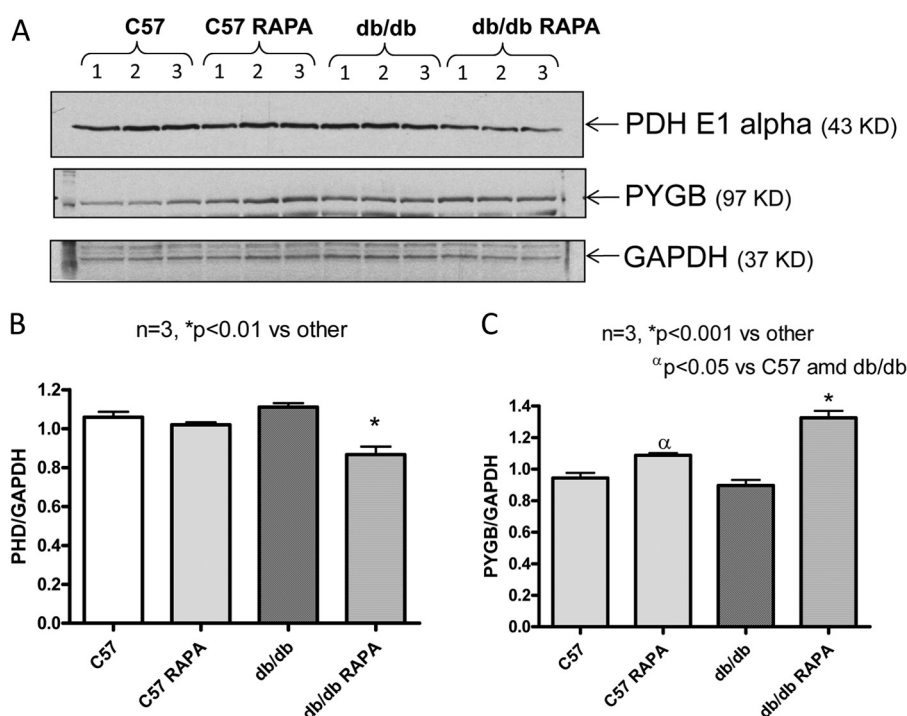 A
C57 C57 RAPA db/db db/db RAPA
1 2 3 1 2 3 1 2 3 1 2 3
PDH E1 alpha (43 KD)
PYGB (97 KD)
GAPDH (37 KD)
B
n=3, *p<0.01 vs other
PHD/GAPDH
1.2
1.0
0.8
0.6
0.4
0.2
0.0
*
C57
C57 RAPA
db/db
db/db RAPA
C
n=3, *p<0.001 vs other
αp<0.05 vs C57 amd db/db
PYGB/GAPDH
1.4
1.2
1.0
0.8
0.6
0.4
0.2
0.0
α
*
C57
C57 RAPA
db/db
db/db RAPA